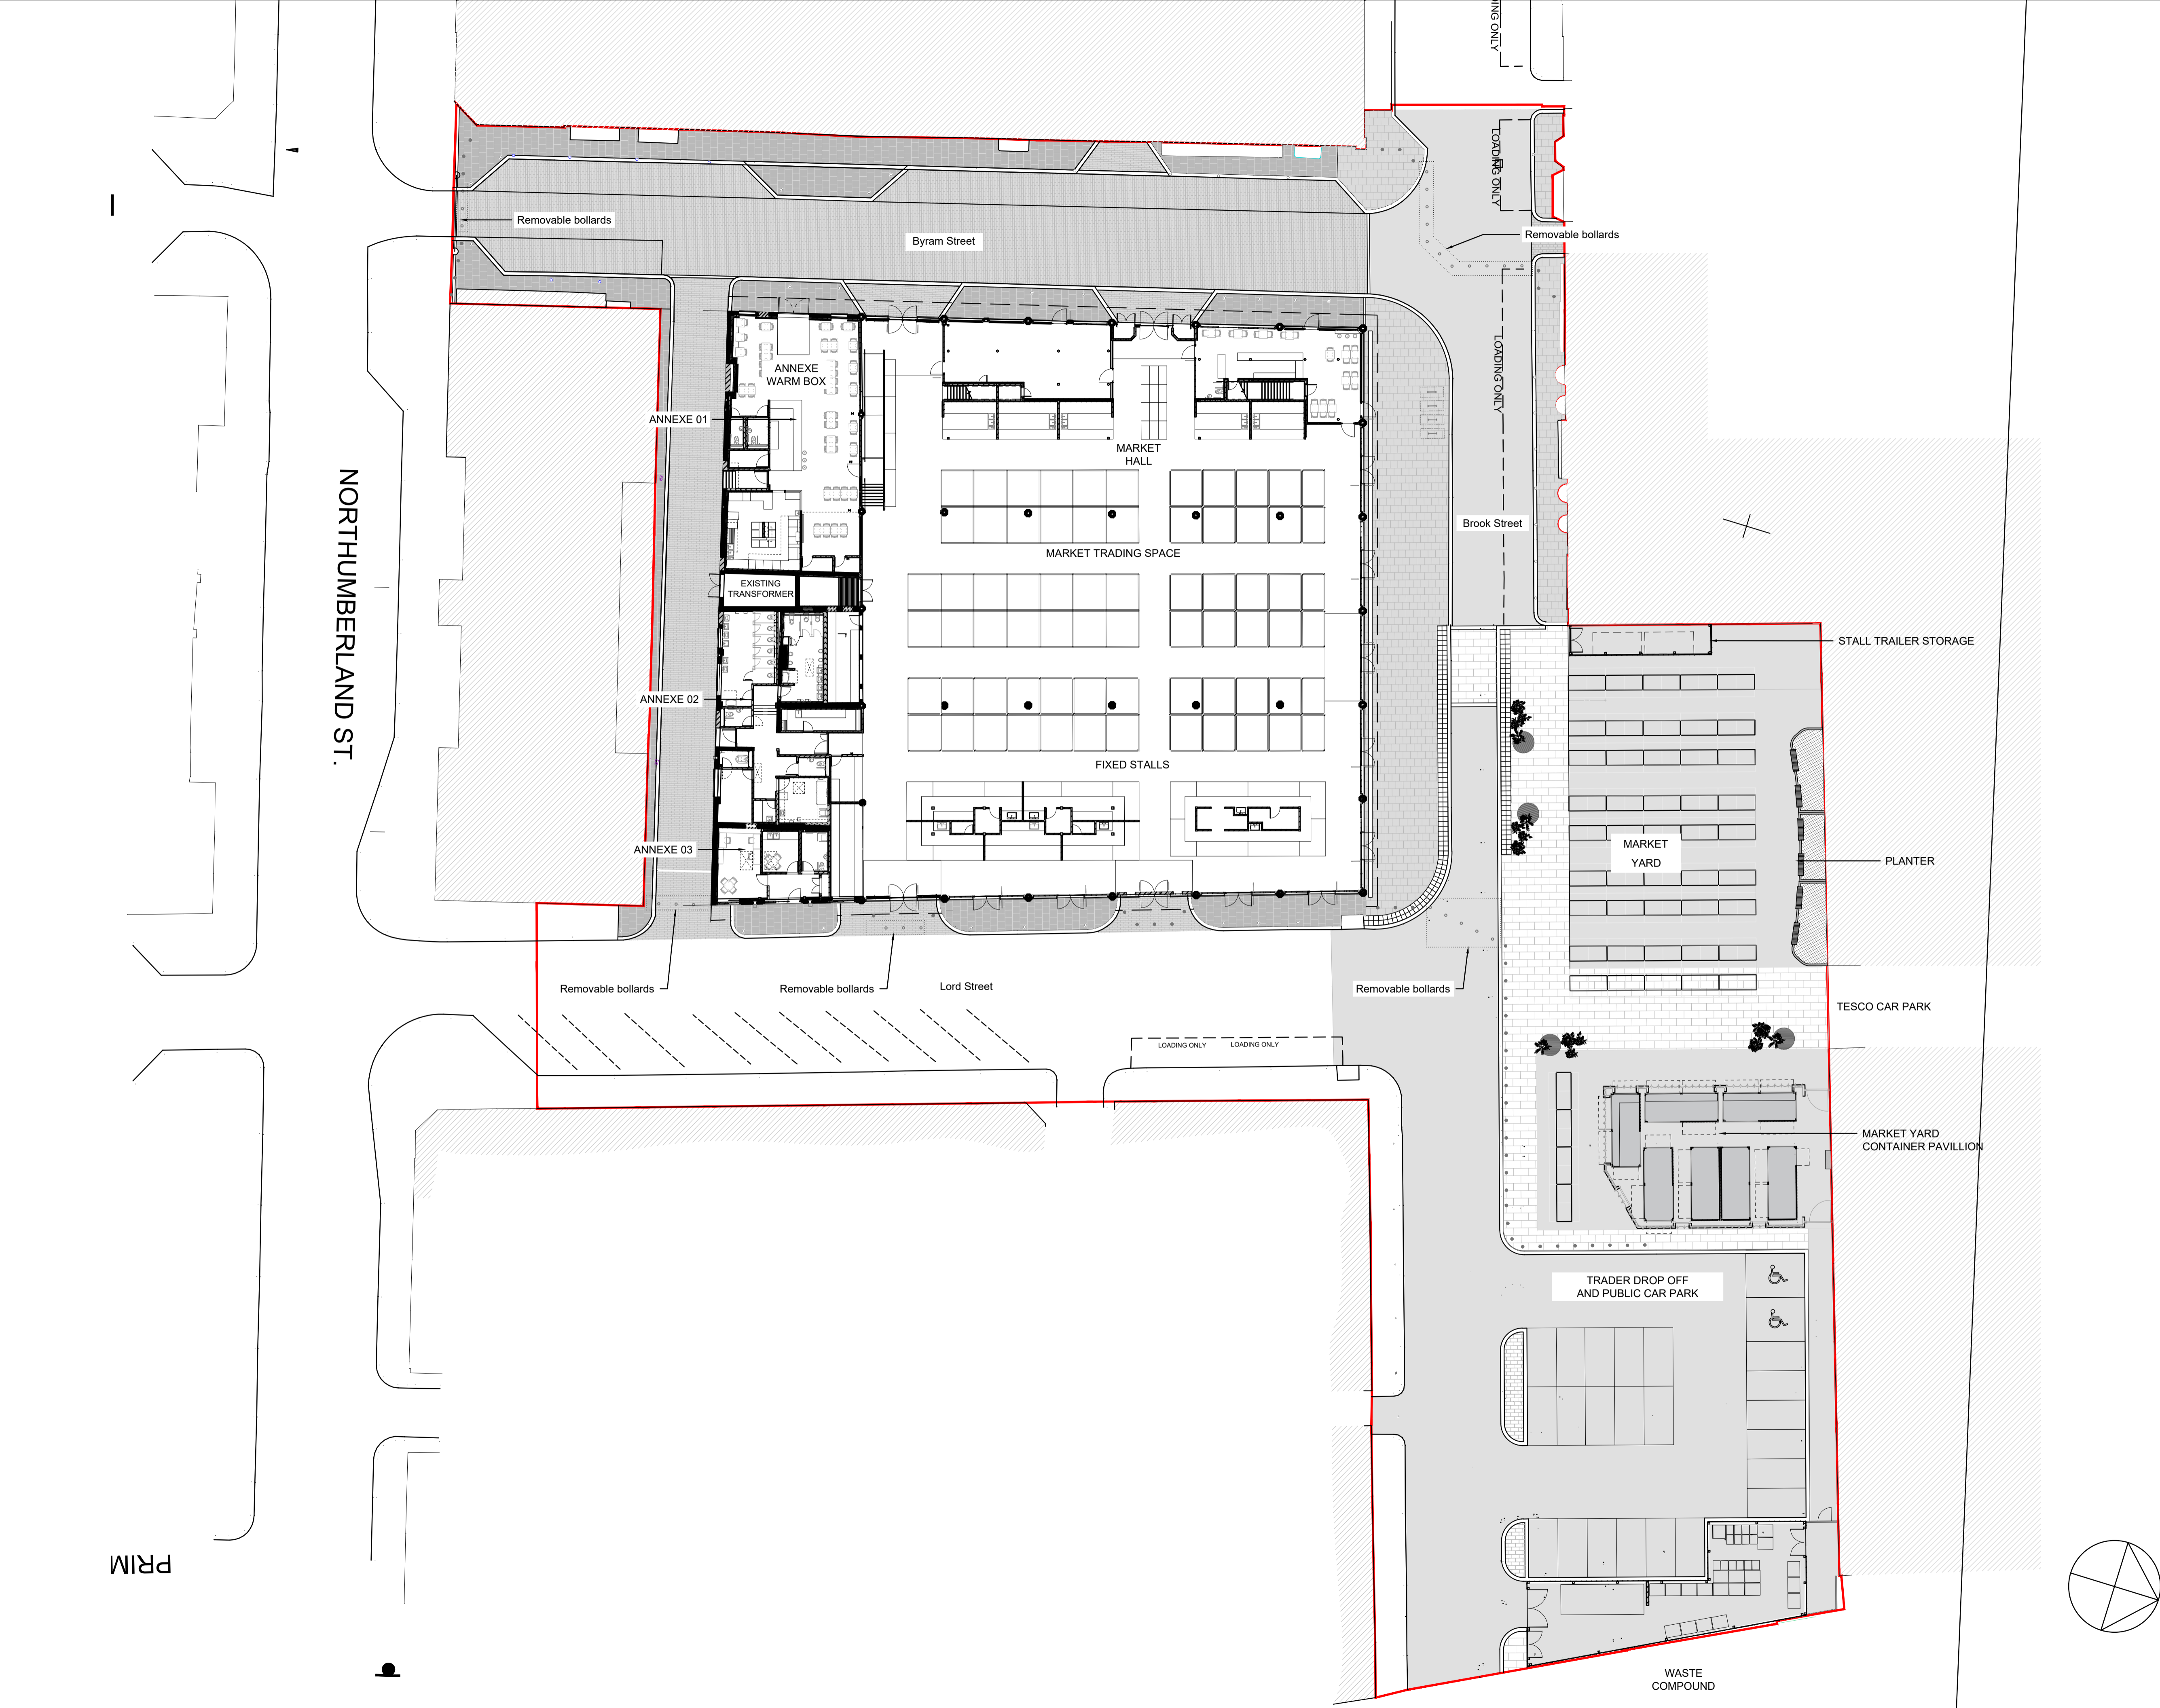 LOADING ONLY
LOADING ONLY
Removable bollards
Byram Street
Removable bollards
LOADING ONLY
ANNEXE
WARM BOX
ANNEXE 01
MARKET
HALL
NORTHUMBERLAND ST.
Brook Street
MARKET TRADING SPACE
EXISTING
TRANSFORMER
STALL TRAILER STORAGE
ANNEXE 02
FIXED STALLS
MARKET
YARD
ANNEXE 03
PLANTER
Removable bollards
Removable bollards
Lord Street
Removable bollards
TESCO CAR PARK
LOADING ONLY
LOADING ONLY
MARKET YARD
CONTAINER PAVILLION
TRADER DROP OFF
AND PUBLIC CAR PARK
PRIM
WASTE
COMPOUND